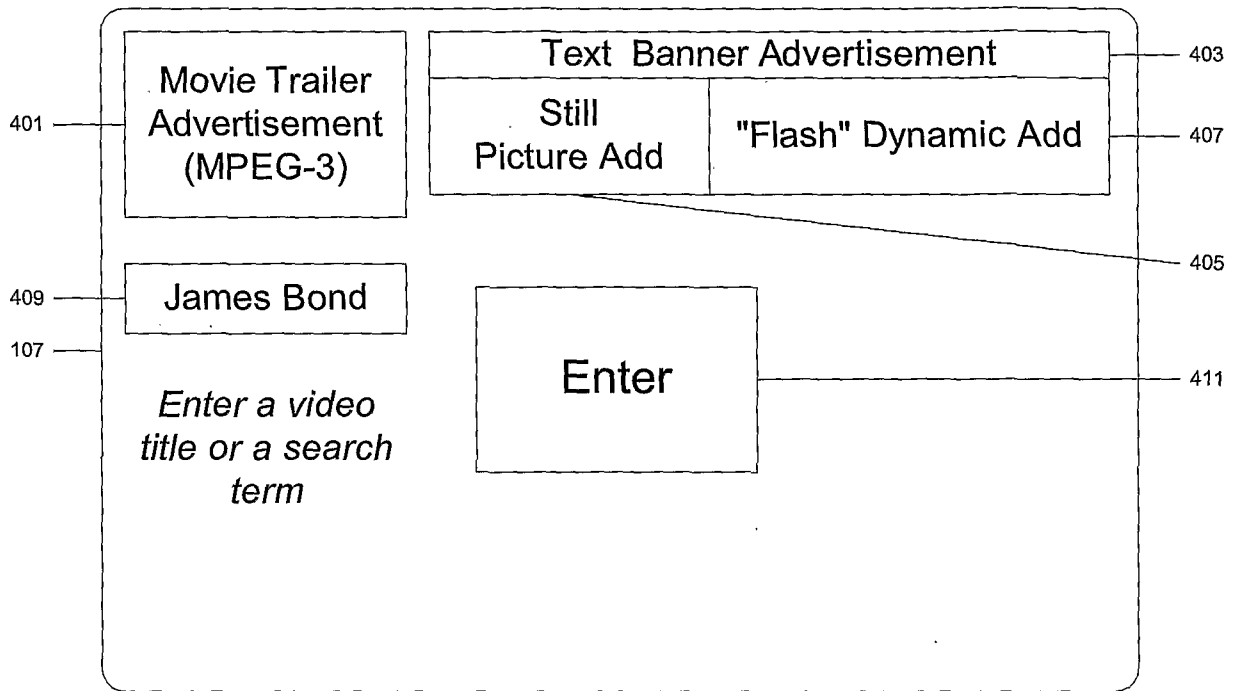 Movie Trailer
Advertisement
(MPEG-3)
Text Banner Advertisement
Still
Picture Add
"Flash" Dynamic Add
401
403
407
405
409
James Bond
107
Enter
411
Enter a video
title or a search
term